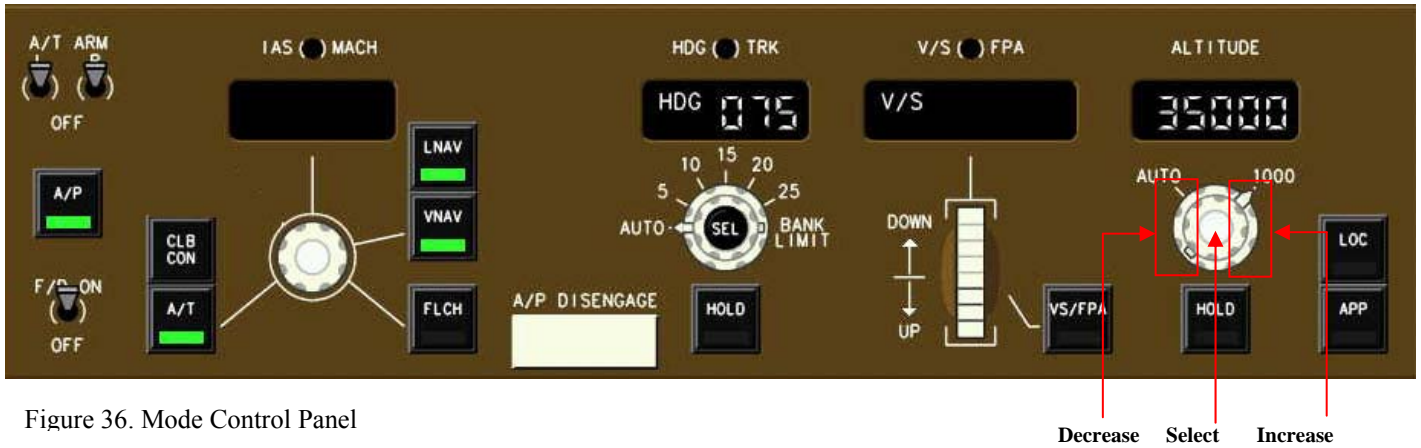 A/T ARM
IAS MACH
HDG TRK
V/S FPA
ALTITUDE
OFF
HDG 075
V/S
35000
LNAV
10 15 20
5 25
AUTO 1000
A/P
VNAV
AUTO SEL BANK LIMIT
DOWN
CLB CON
LOC
F/D ON
A/P DISENGAGE
A/T
FLCH
HOLD
UP
VS/FPA
HOLD
APP
OFF
Figure 36. Mode Control Panel
Decrease Select Increase